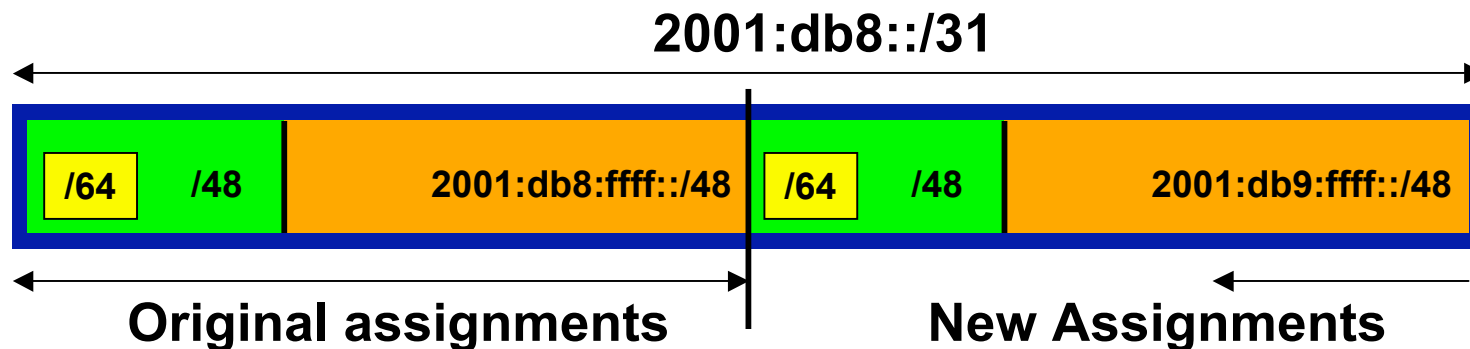 2001:db8::/31
/64 /48 2001:db8:ffff::/48 /64 /48 2001:db9:ffff::/48
Original assignments New Assignments